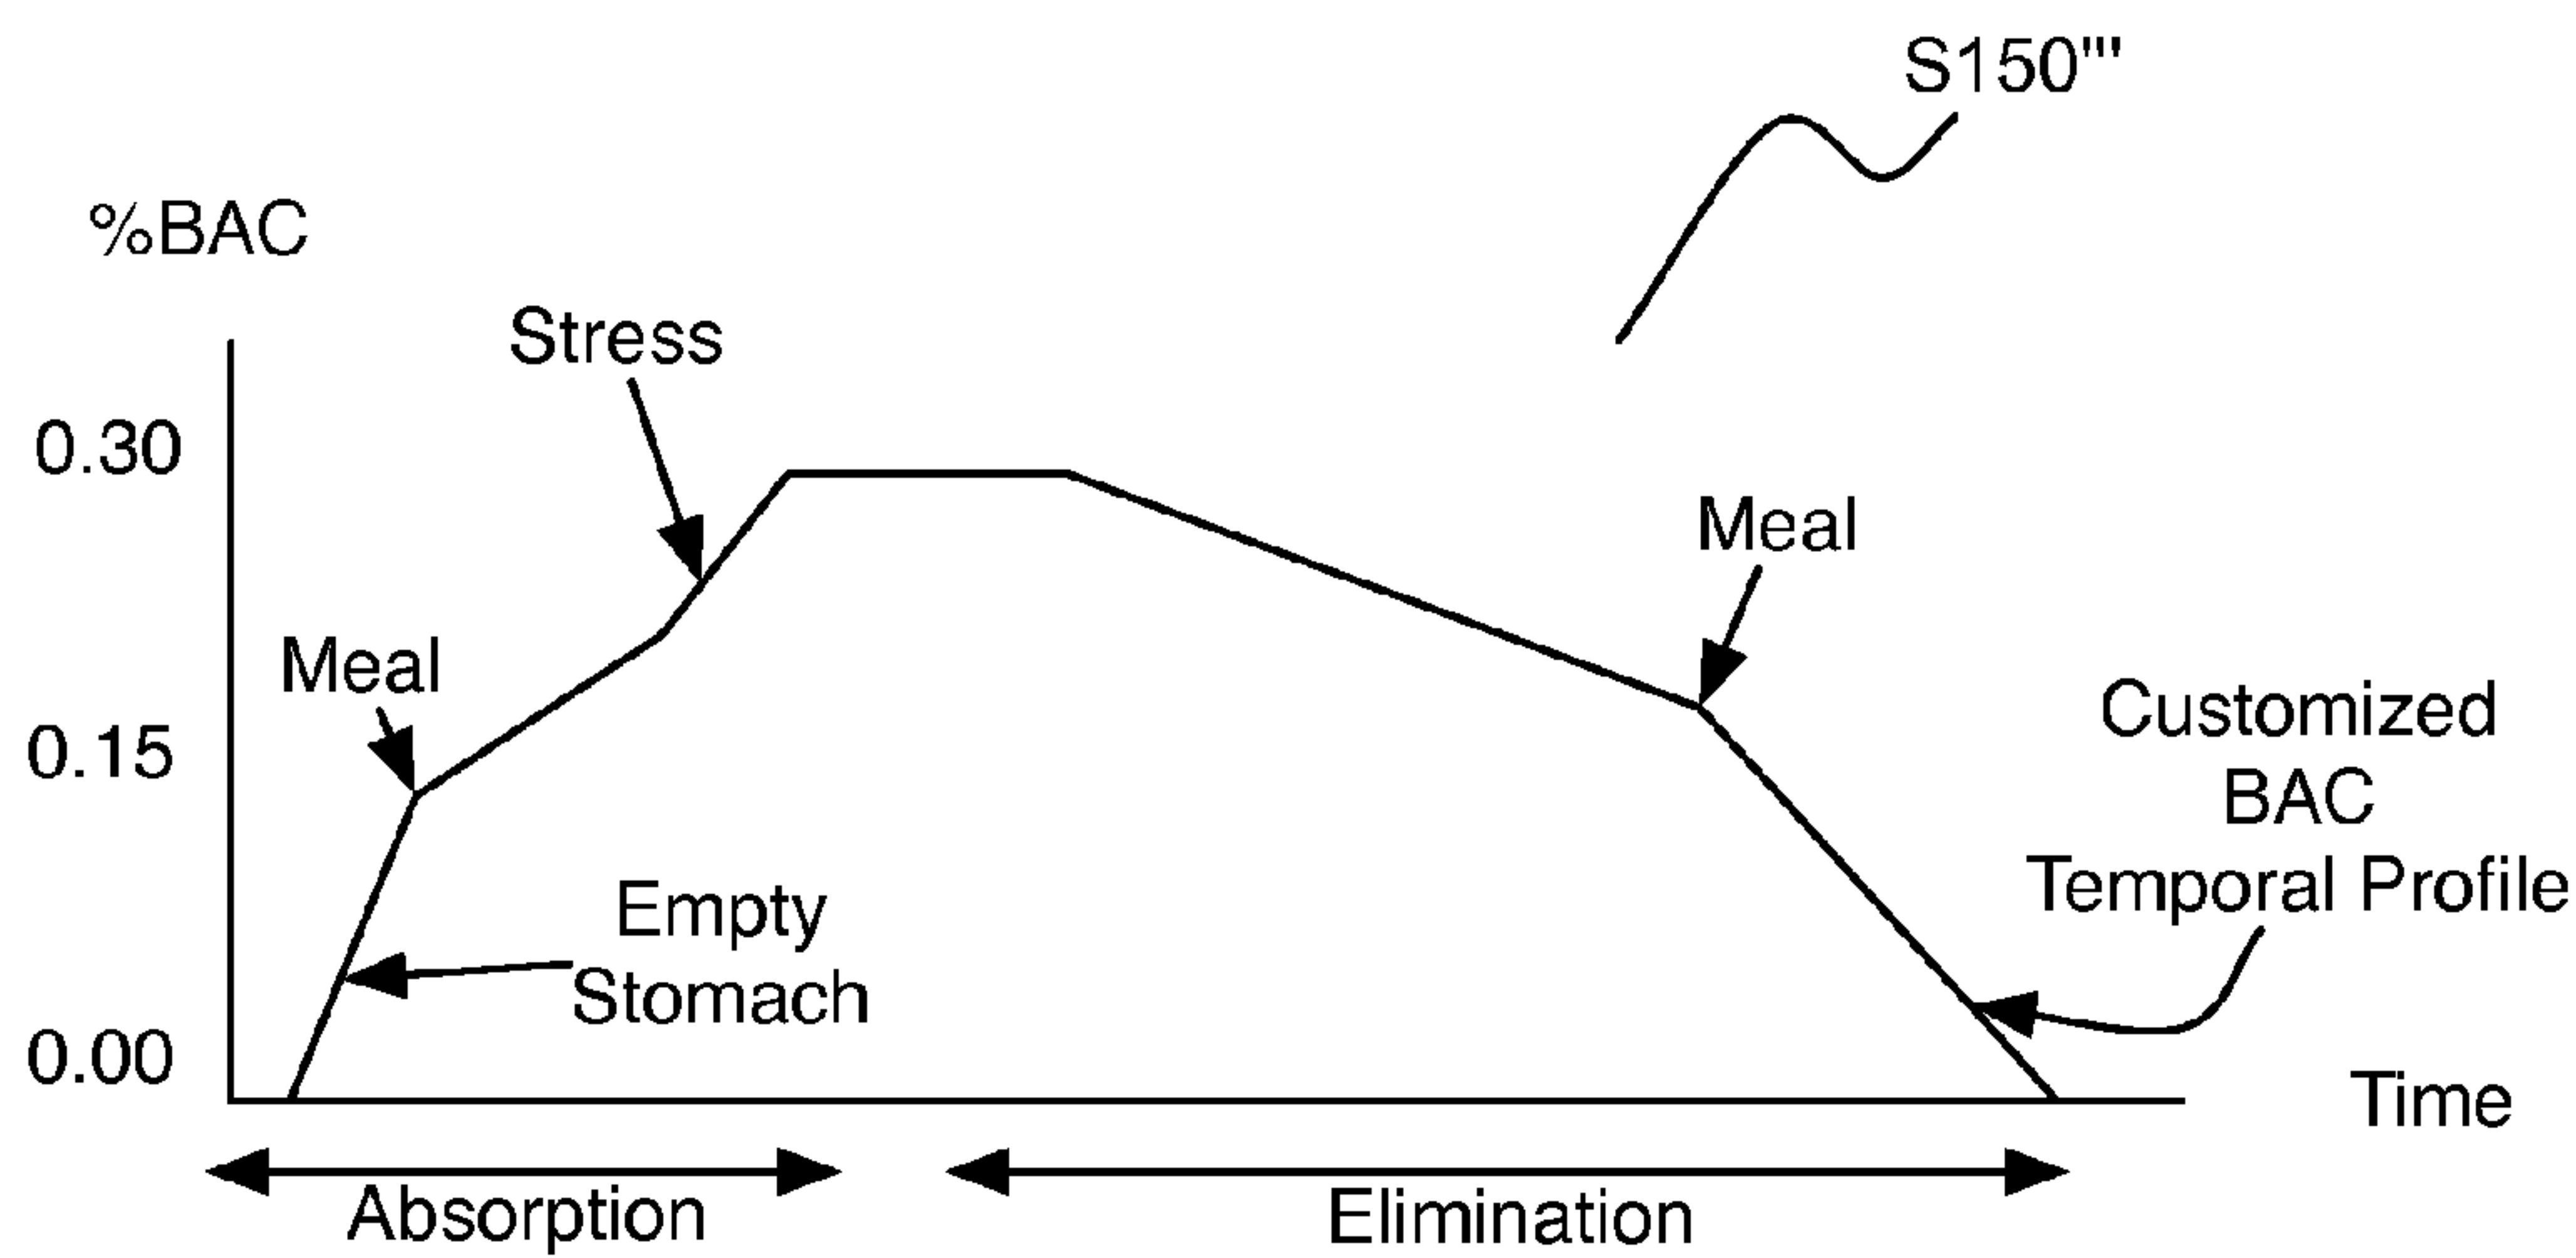 S150'''
%BAC
Stress
0.30
Meal
Meal
Customized
BAC
Temporal Profile
0.15
Empty
Stomach
0.00
Time
Absorption
Elimination